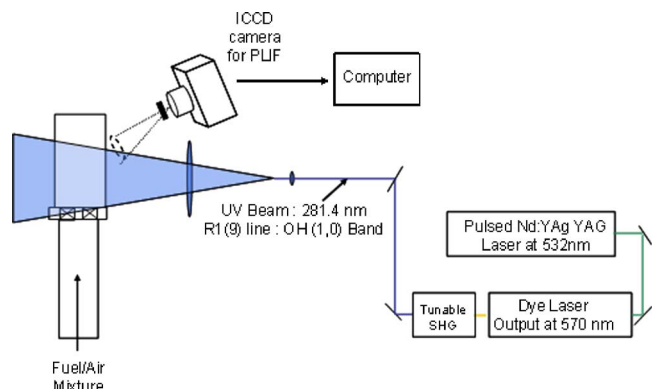 ICCD
camera
for PLIF
Computer
UV Beam : 281.4 nm
R1(9) line : OH (1,0) Band
Pulsed Nd:YAg YAG
Laser at 532nm
Tunable
SHG
Dye Laser
Output at 570 nm
Fuel/Air
Mixture